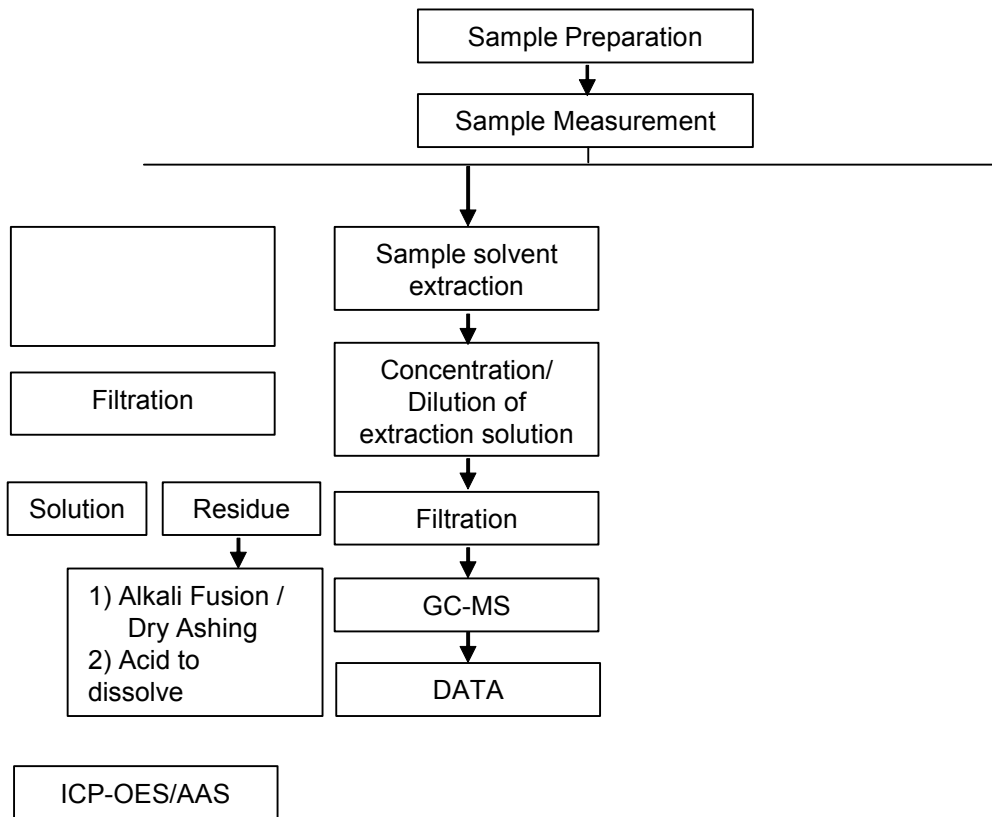 Sample Preparation
Sample Measurement
Sample solvent
extraction
Concentration/
Dilution of
extraction solution
Filtration
Filtration
Solution
Residue
1) Alkali Fusion /
Dry Ashing
2) Acid to
dissolve
GC-MS
DATA
ICP-OES/AAS